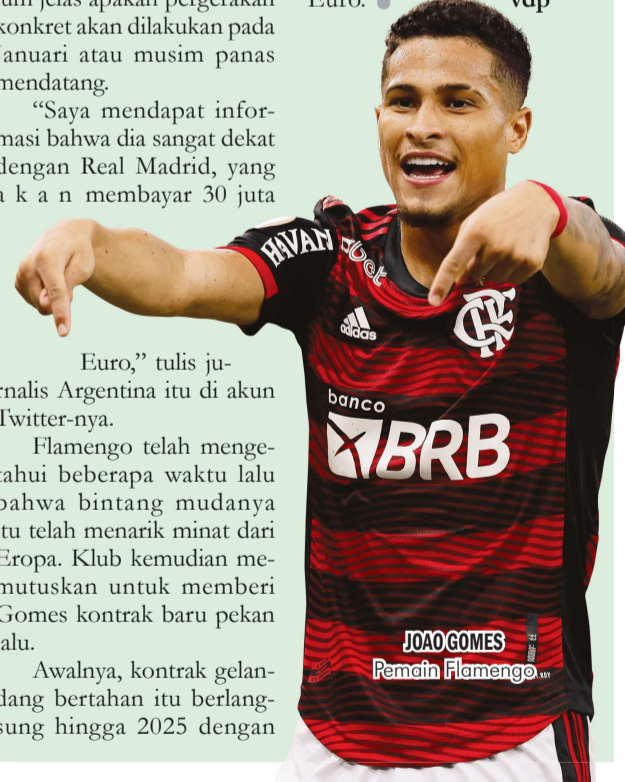 um jelas apakan pergerakan
konkret akan dilakukan pada
Januari atau musim panas
mendatang.
“Saya mendapat infor-
masi bahwa dia sangat dekat
dengan Real Madrid, yang
a k a n membayar 30 juta
Euro,” tulis ju-
rnalis Argentina itu di akun
Twitter-nya.
Flamengo telah menge-
tahui beberapa waktu lalu
bahwa bintang mudanya
itu telah menarik minat dari
Eropa. Klub kemudian me-
mutuskan untuk memberi
Gomes kontrak baru pekan
lalu.
Awalnya, kontrak gelan-
dang bertahan itu berlang-
sung hingga 2025 dengan
Euro. vdp
HAVAN
abet
adidas
CRF
banco
BRB
JOAO GOMES
Pemain Flamengo